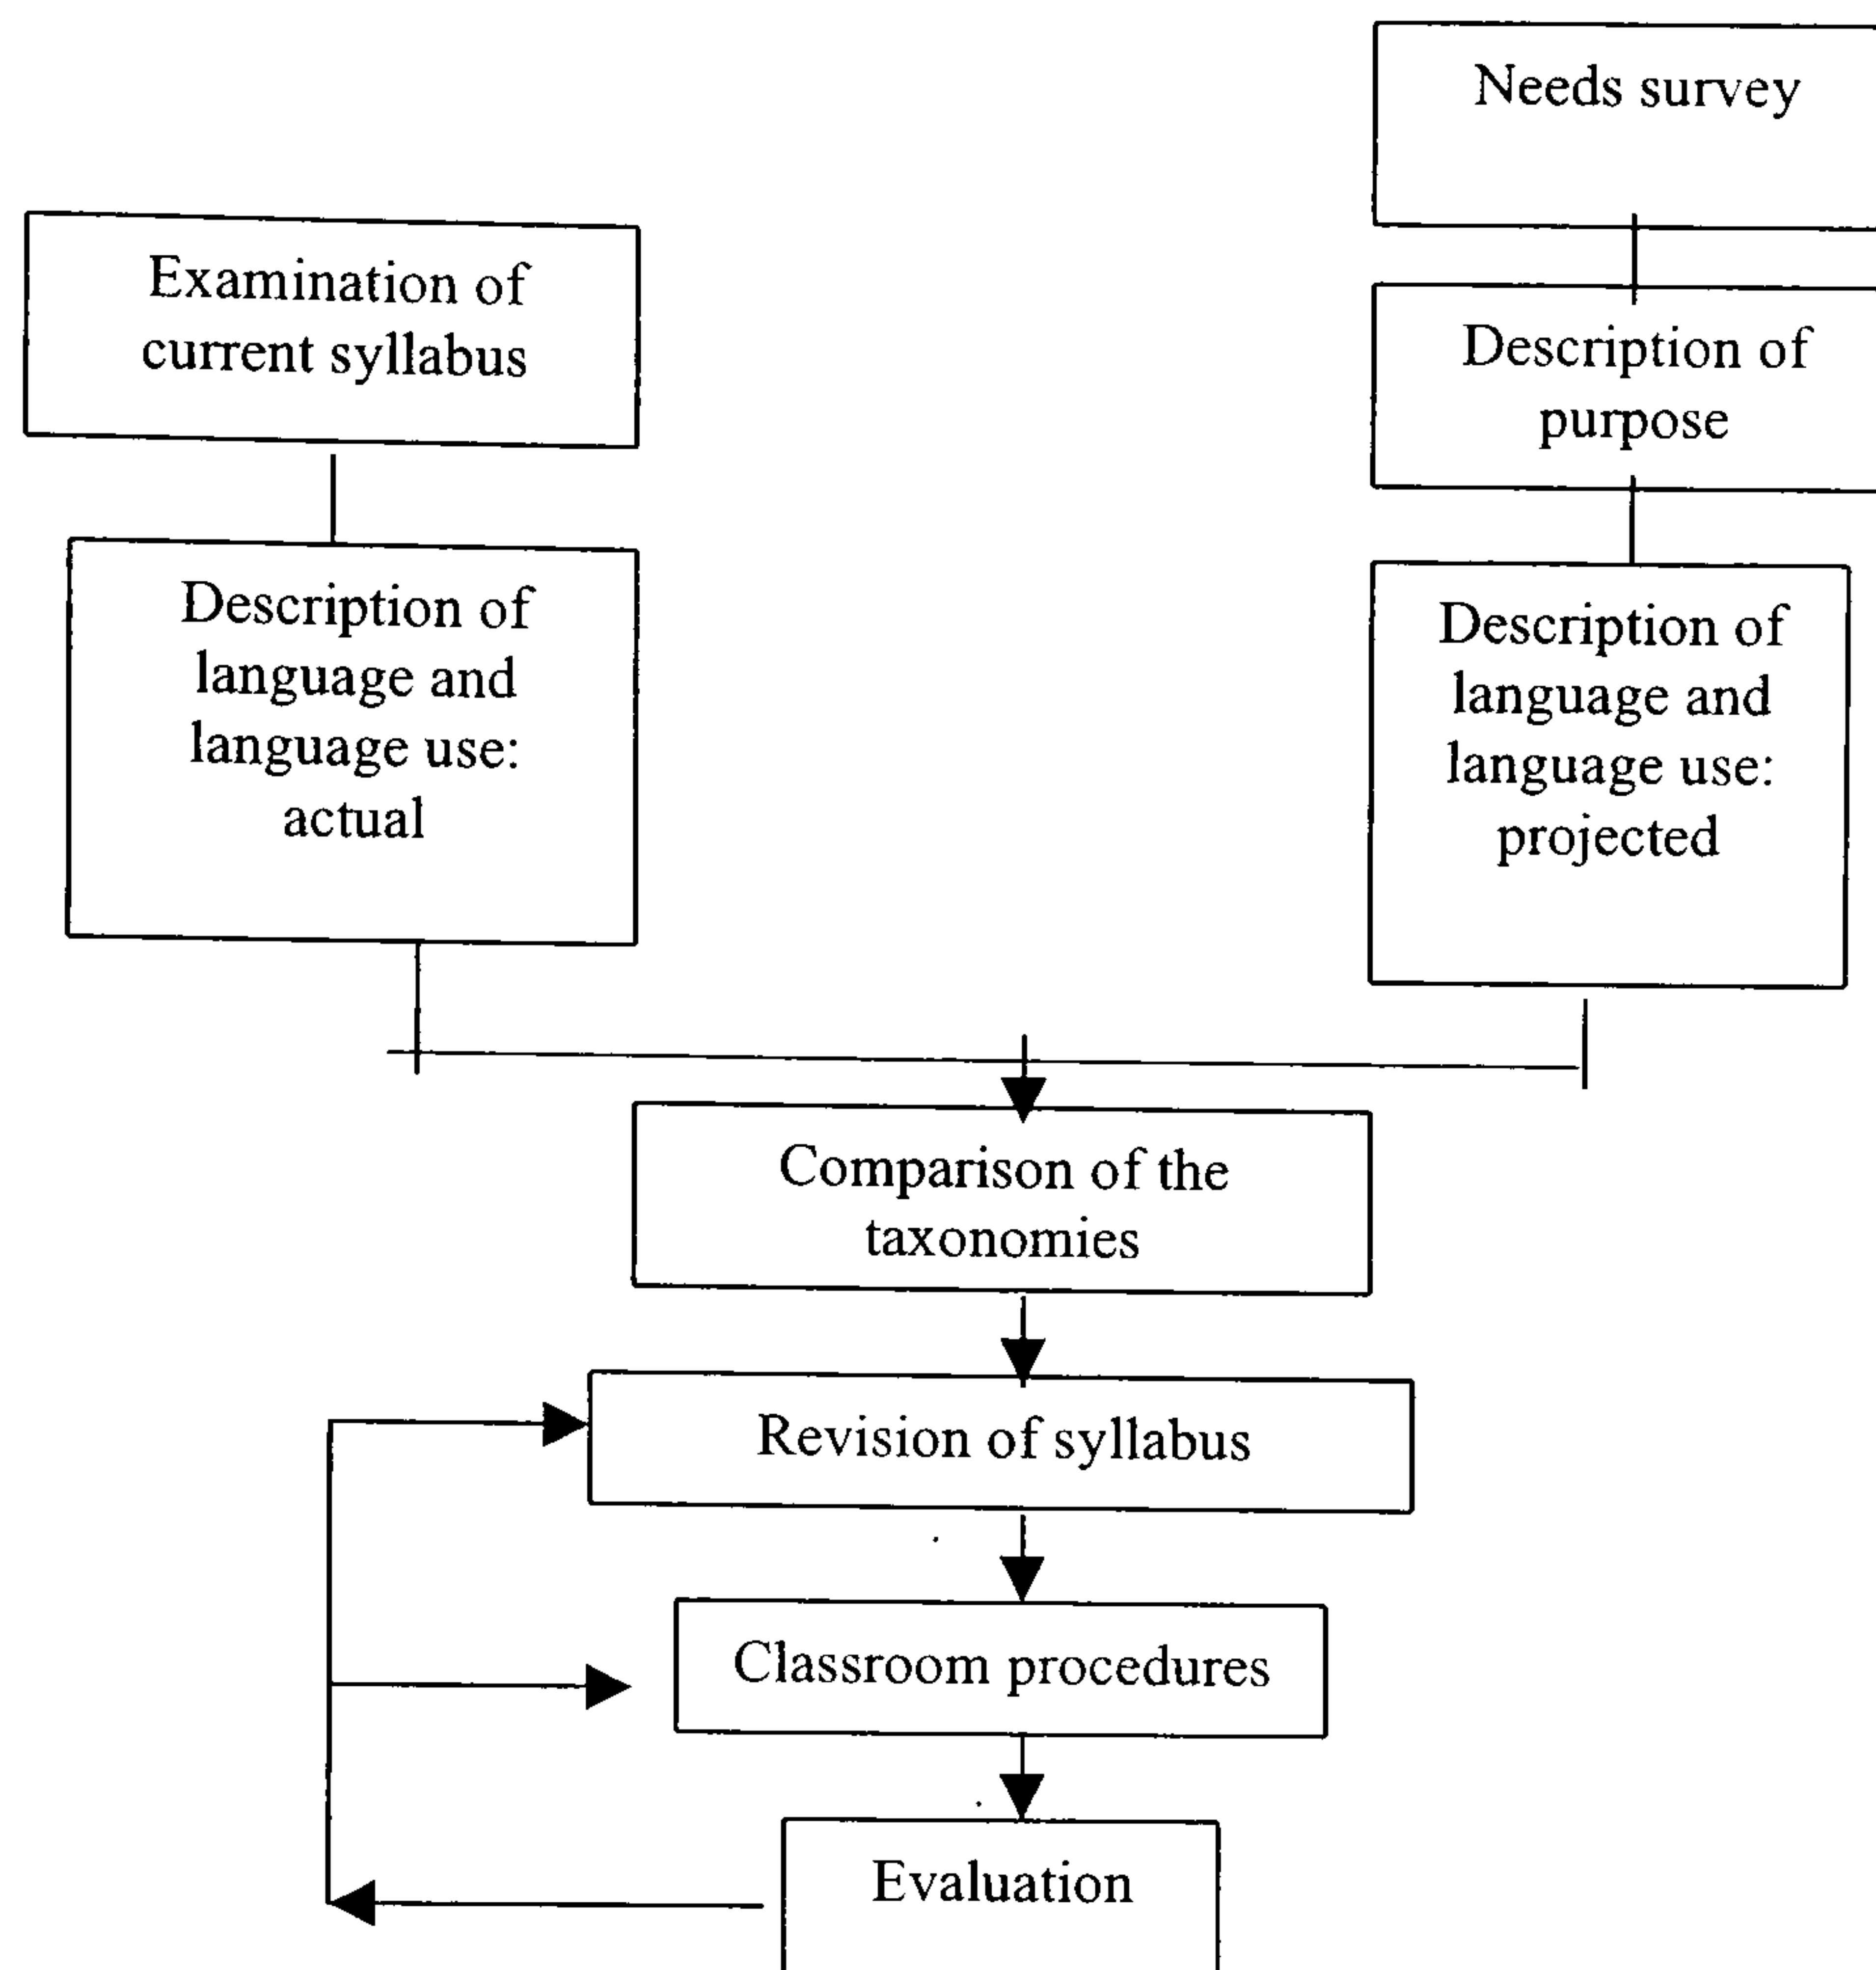 Needs survey
Examination of
current syllabus
Description of
purpose
Description of
language and
language use:
actual
Description of
language and
language use:
projected
Comparison of the
taxonomies
Revision of syllabus
Classroom procedures
Evaluation